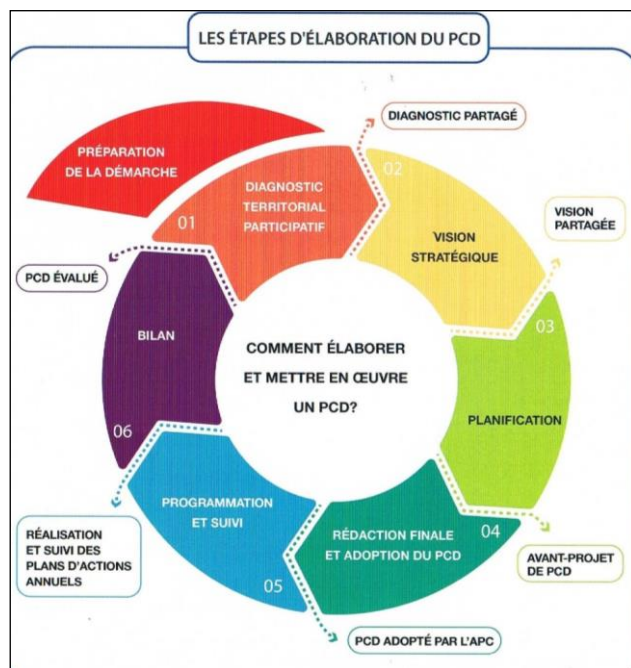 LES ÉTAPES D'ÉLABORATION DU PCD
PRÉPARATION
DE LA DÉMARCHE
01
DIAGNOSTIC
TERRITORIAL
PARTICIPATIF
DIAGNOSTIC PARTAGÉ
02
VISION
STRATÉGIQUE
VISION
PARTAGÉE
03
PLANIFICATION
AVANT-PROJET
DE PCD
04
RÉDACTION FINALE
ET ADOPTION DU PCD
PCD ADOPTÉ PAR L'APC
05
PROGRAMMATION
ET SUIVI
RÉALISATION
ET SUIVI DES
PLANS D'ACTIONS
ANNUELS
06
BILAN
PCD ÉVALUÉ
COMMENT ÉLABORER
ET METTRE EN ŒUVRE
UN PCD?